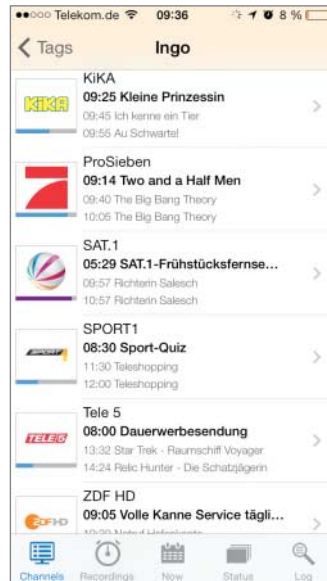 Telekom.de 09:36 8 %
Tags Ingo
KiKA
KiKA
09:25 Kleine Prinzessin
09:45 Ich kenne ein Tier
09:55 Au Schwarte!
ProSieben
09:14 Two and a Half Men
09:40 The Big Bang Theory
10:05 The Big Bang Theory
SAT.1
05:29 SAT.1-Frühstücksfernse...
09:57 Richterin Salesch
10:57 Richterin Salesch
SPORT1
SPORT1
08:30 Sport-Quiz
11:30 Teleshopping
12:00 Teleshopping
TELE 5
Tele 5
08:00 Dauerwerbesendung
13:32 Star Trek - Raumschiff Voyager
14:24 Relic Hunter - Die Schatzjägerin
ZDF HD
ZDF HD
09:05 Volle Kanne Service tägli...
Channels Recordings Now Status Log